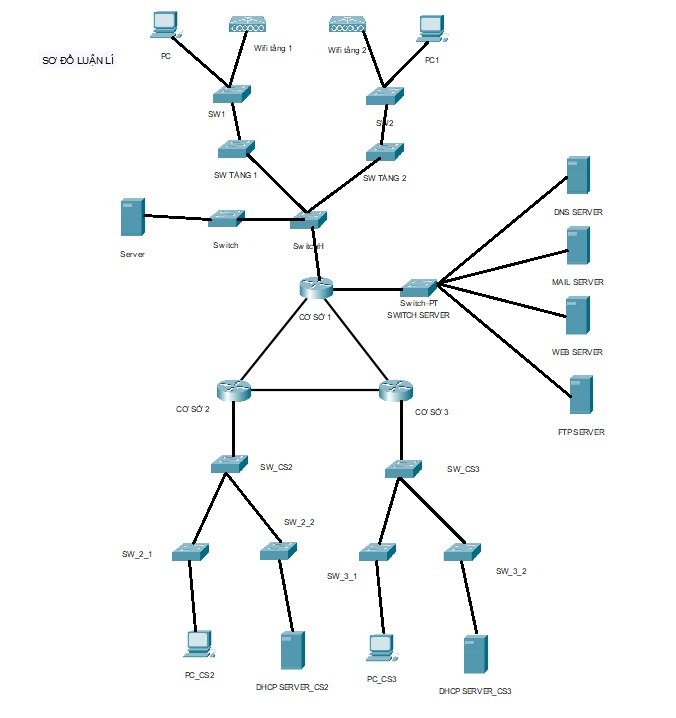 SƠ ĐỒ LUẬN LÍ
PC
Wifi tầng 1
Wifi tầng 2
PC1
SW1
SW2
SW TẦNG 1
SW TẦNG 2
DNS SERVER
Server
Switch
SwitchH
MAIL SERVER
Switch-PT
SWITCH SERVER
CƠ SỞ 1
WEB SERVER
CƠ SỞ 2
CƠ SỞ 3
FTP SERVER
SW_CS2
SW_CS3
SW_2_1
SW_2_2
SW_3_1
SW_3_2
PC_CS2
DHCP SERVER_CS2
PC_CS3
DHCP SERVER_CS3